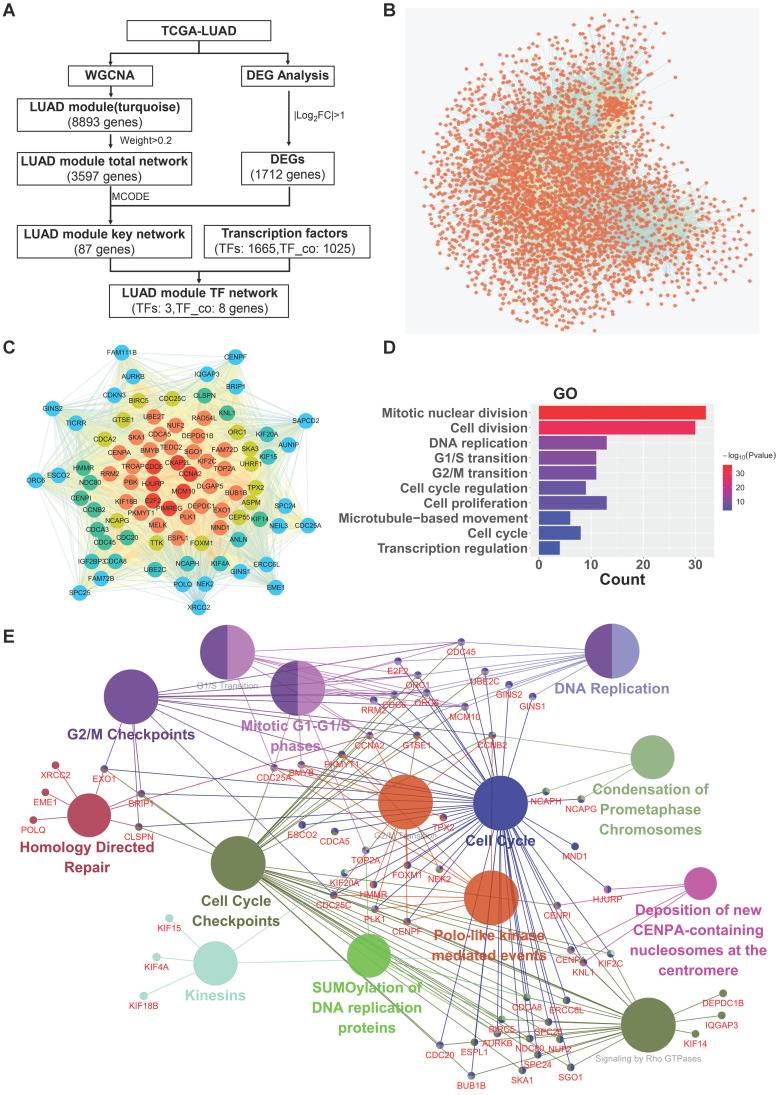 A
TCGA-LUAD
WGCNA
DEG Analysis
LUAD module(turquoise)
(8893 genes)
|Log2FC|>1
Weight>0.2
LUAD module total network
(3597 genes)
DEGs
(1712 genes)
MCODE
LUAD module key network
(87 genes)
Transcription factors
(TFs: 1665,TF_co: 1025)
LUAD module TF network
(TFs: 3,TF_co: 8 genes)
B
C
FAM111B
CENPF
AURKB
IQGAP3
BRIP1
CDKN3
BIRC5
CDC25C
CLSPN
GINS2
GTSE1
UBE2T
RAD54L
KNL1
SAPCD2
TICRR
NUF2
ORC1
KIF20A
CDCA2
SKA1
CDCA5
DEPDC1B
SKA3
AUNIP
CENPA
BMYB
TEDC2
SGO1
FAM72D
KIF15
HMMR
TROAP
CDC6
CKAP2L
KIF2C
TOP2A
UHRF1
ORC6
ESCO2
RRM2
CCNA2
NDC80
PBK
HJURP
DLGAP5
TPX2
CENPI
KIF18B
E2F2
MCM10
BUB1B
ASPM
SPC24
CCNB2
PKMYT1
PIMREG
DEPDC1
EXO1
NCAPG
PLK1
CEP55
KIF14
NEIL3
CDC25A
CDCA3
MELK
MND1
CDC45
CDC20
ESPL1
ANLN
TTK
FOXM1
IGF2BP3
CDCA8
UBE2C
NCAPH
KIF4A
ERCC6L
FAM72B
GINS1
SPC25
POLQ
NEK2
EME1
XRCC2
D
GO
Mitotic nuclear division
Cell division
DNA replication
G1/S transition
G2/M transition
Cell cycle regulation
Cell proliferation
Microtubule−based movement
Cell cycle
Transcription regulation
0
10
20
30
Count
−log10(Pvalue)
30
20
10
E
CDC45
E2F2
G1/S Transition
ORC1
UBE2C
DNA Replication
GINS2
CDC6
ORC6
GINS1
RRM2
MCM10
G2/M Checkpoints
Mitotic G1-G1/S
phases
CCNA2
GTSE1
CCNB2
PKMYT1
XRCC2
EXO1
CDC25A
BMYB
Condensation of
Prometaphase
Chromosomes
EME1
BRIP1
NCAPH
NCAPG
POLQ
CLSPN
ESCO2
CDCA5
G2/M Transition
TPX2
Cell Cycle
Homology Directed
Repair
TOP2A
MND1
Cell Cycle
Checkpoints
KIF20A
FOXM1
NEK2
HMMR
HJURP
CDC25C
PLK1
CENPI
KIF15
CENPF
Polo-like kinase
mediated events
Deposition of new
CENPA-containing
nucleosomes at the
centromere
CENPA
KIF2C
KIF4A
KNL1
Kinesins
SUMOylation of
DNA replication
proteins
KIF18B
DEPDC1B
CDCA8
ERCC6L
IQGAP3
BIRC5
SPC25
KIF14
AURKB
NDC80
NUF2
CDC20
ESPL1
SPC24
Signaling by Rho GTPases
BUB1B
SKA1
SGO1